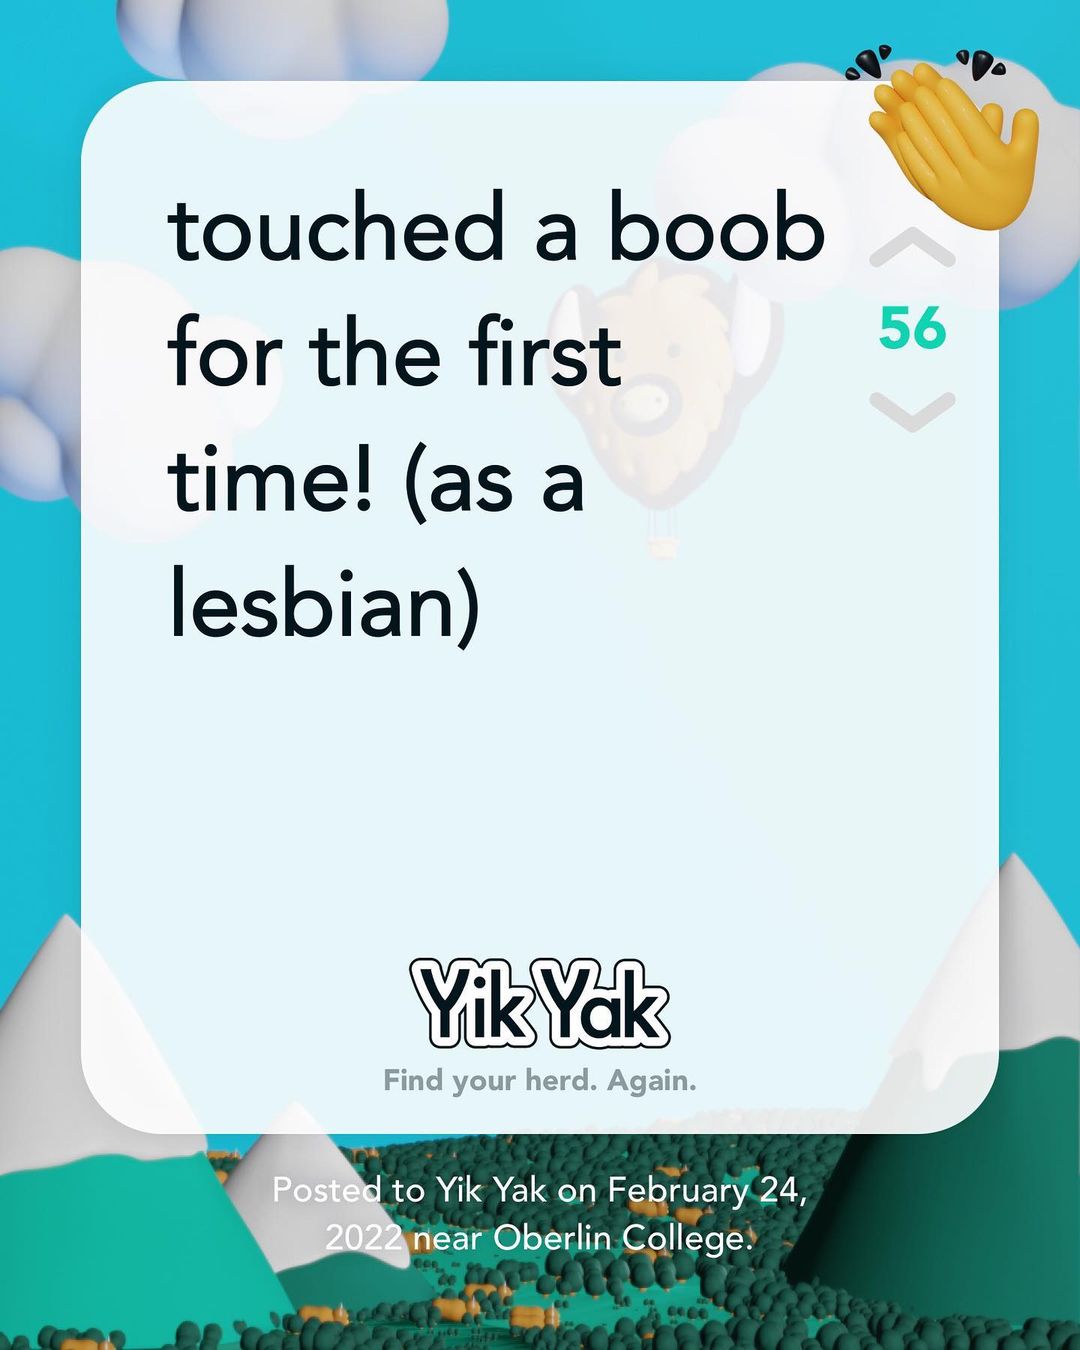 touched a boob
for the first
time! (as a
lesbian)
56
Yik Yak
Find your herd. Again.
Posted to Yik Yak on February 24,
2022 near Oberlin College.